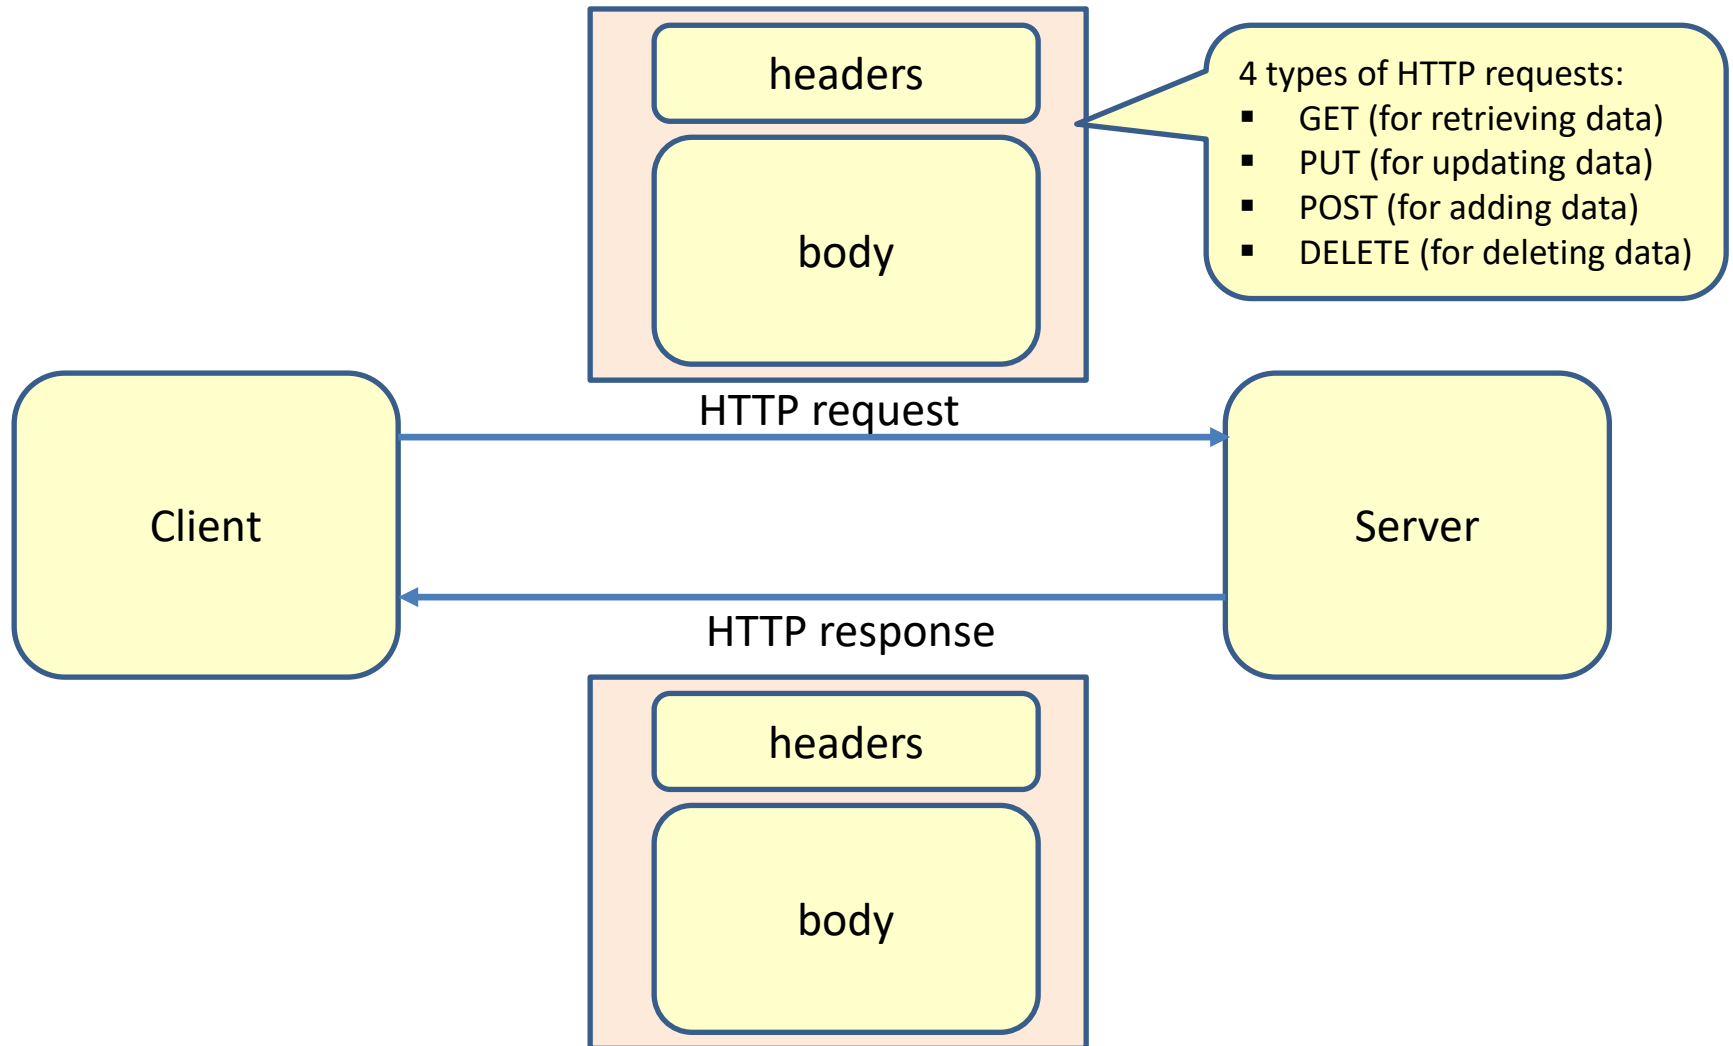 headers
body
4 types of HTTP requests:
▪ GET (for retrieving data)
▪ PUT (for updating data)
▪ POST (for adding data)
▪ DELETE (for deleting data)
HTTP request
Client
Server
HTTP response
headers
body